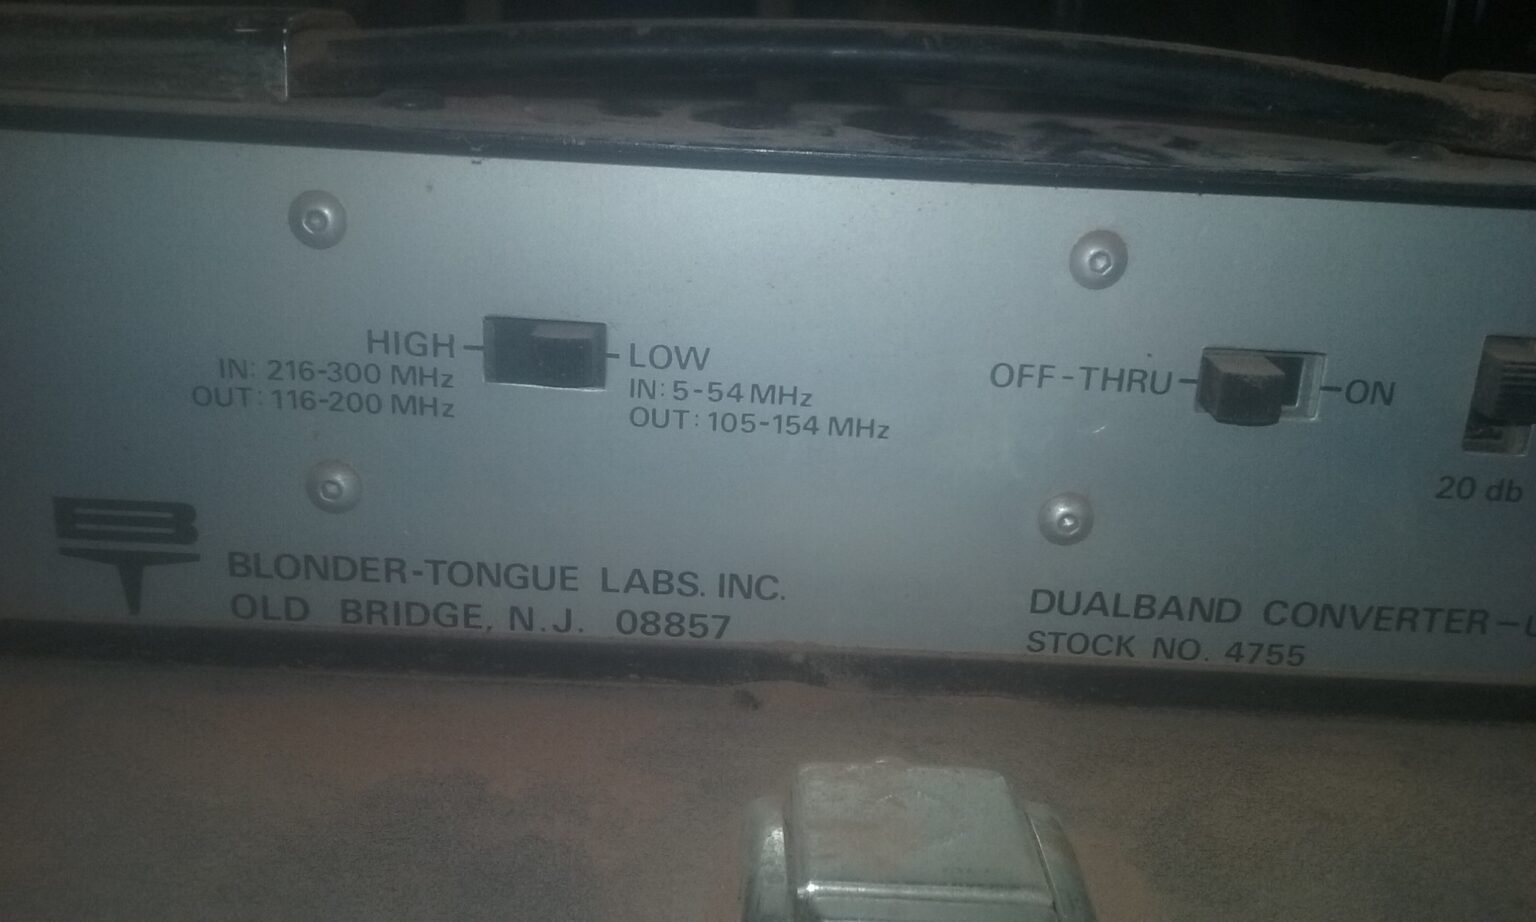 HIGH
IN: 216-300 MHz
OUT: 116-200 MHz
LOW
IN: 5-54 MHz
OUT: 105-154 MHz
OFF-THRU
ON
20 db
BT
BLONDER-TONGUE LABS. INC.
OLD BRIDGE, N.J. 08857
DUALBAND CONVERTER-
STOCK NO. 4755